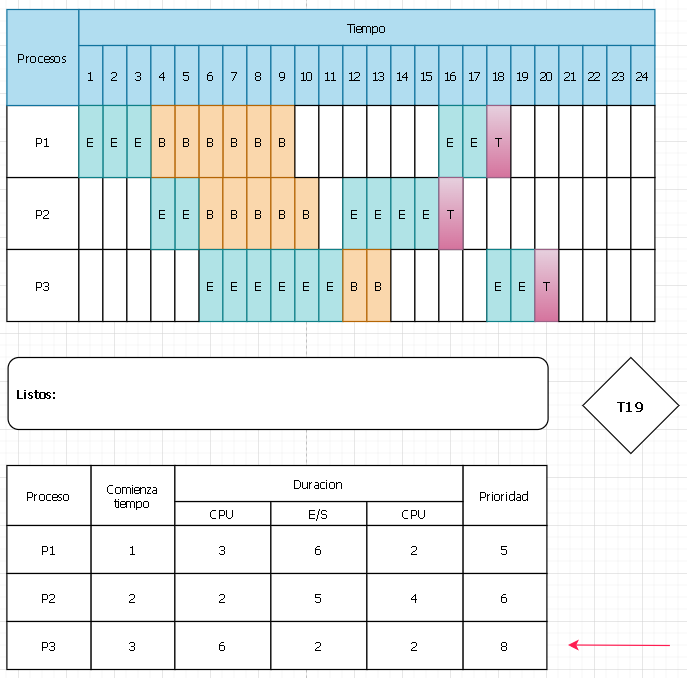 Tiempo
Procesos
1 2 3 4 5 6 7 8 9 10 11 12 13 14 15 16 17 18 19 20 21 22 23 24
P1 E E E B B B B B B E E T
P2 E E B B B B B E E E E T
P3 E E E E E E B B E E T
Listos:
T19
Proceso Comienza tiempo Duracion Prioridad
CPU E/S CPU
P1 1 3 6 2 5
P2 2 2 5 4 6
P3 3 6 2 2 8